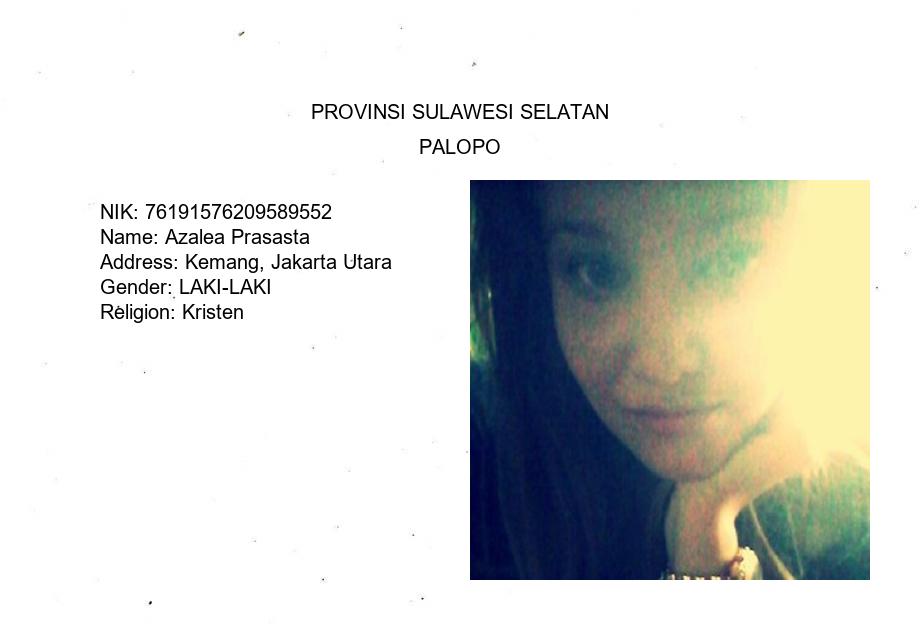 PROVINSI SULAWESI SELATAN
PALOPO
NIK: 76191576209589552
Name: Azalea Prasasta
Address: Kemang, Jakarta Utara
Gender: LAKI-LAKI
Religion: Kristen